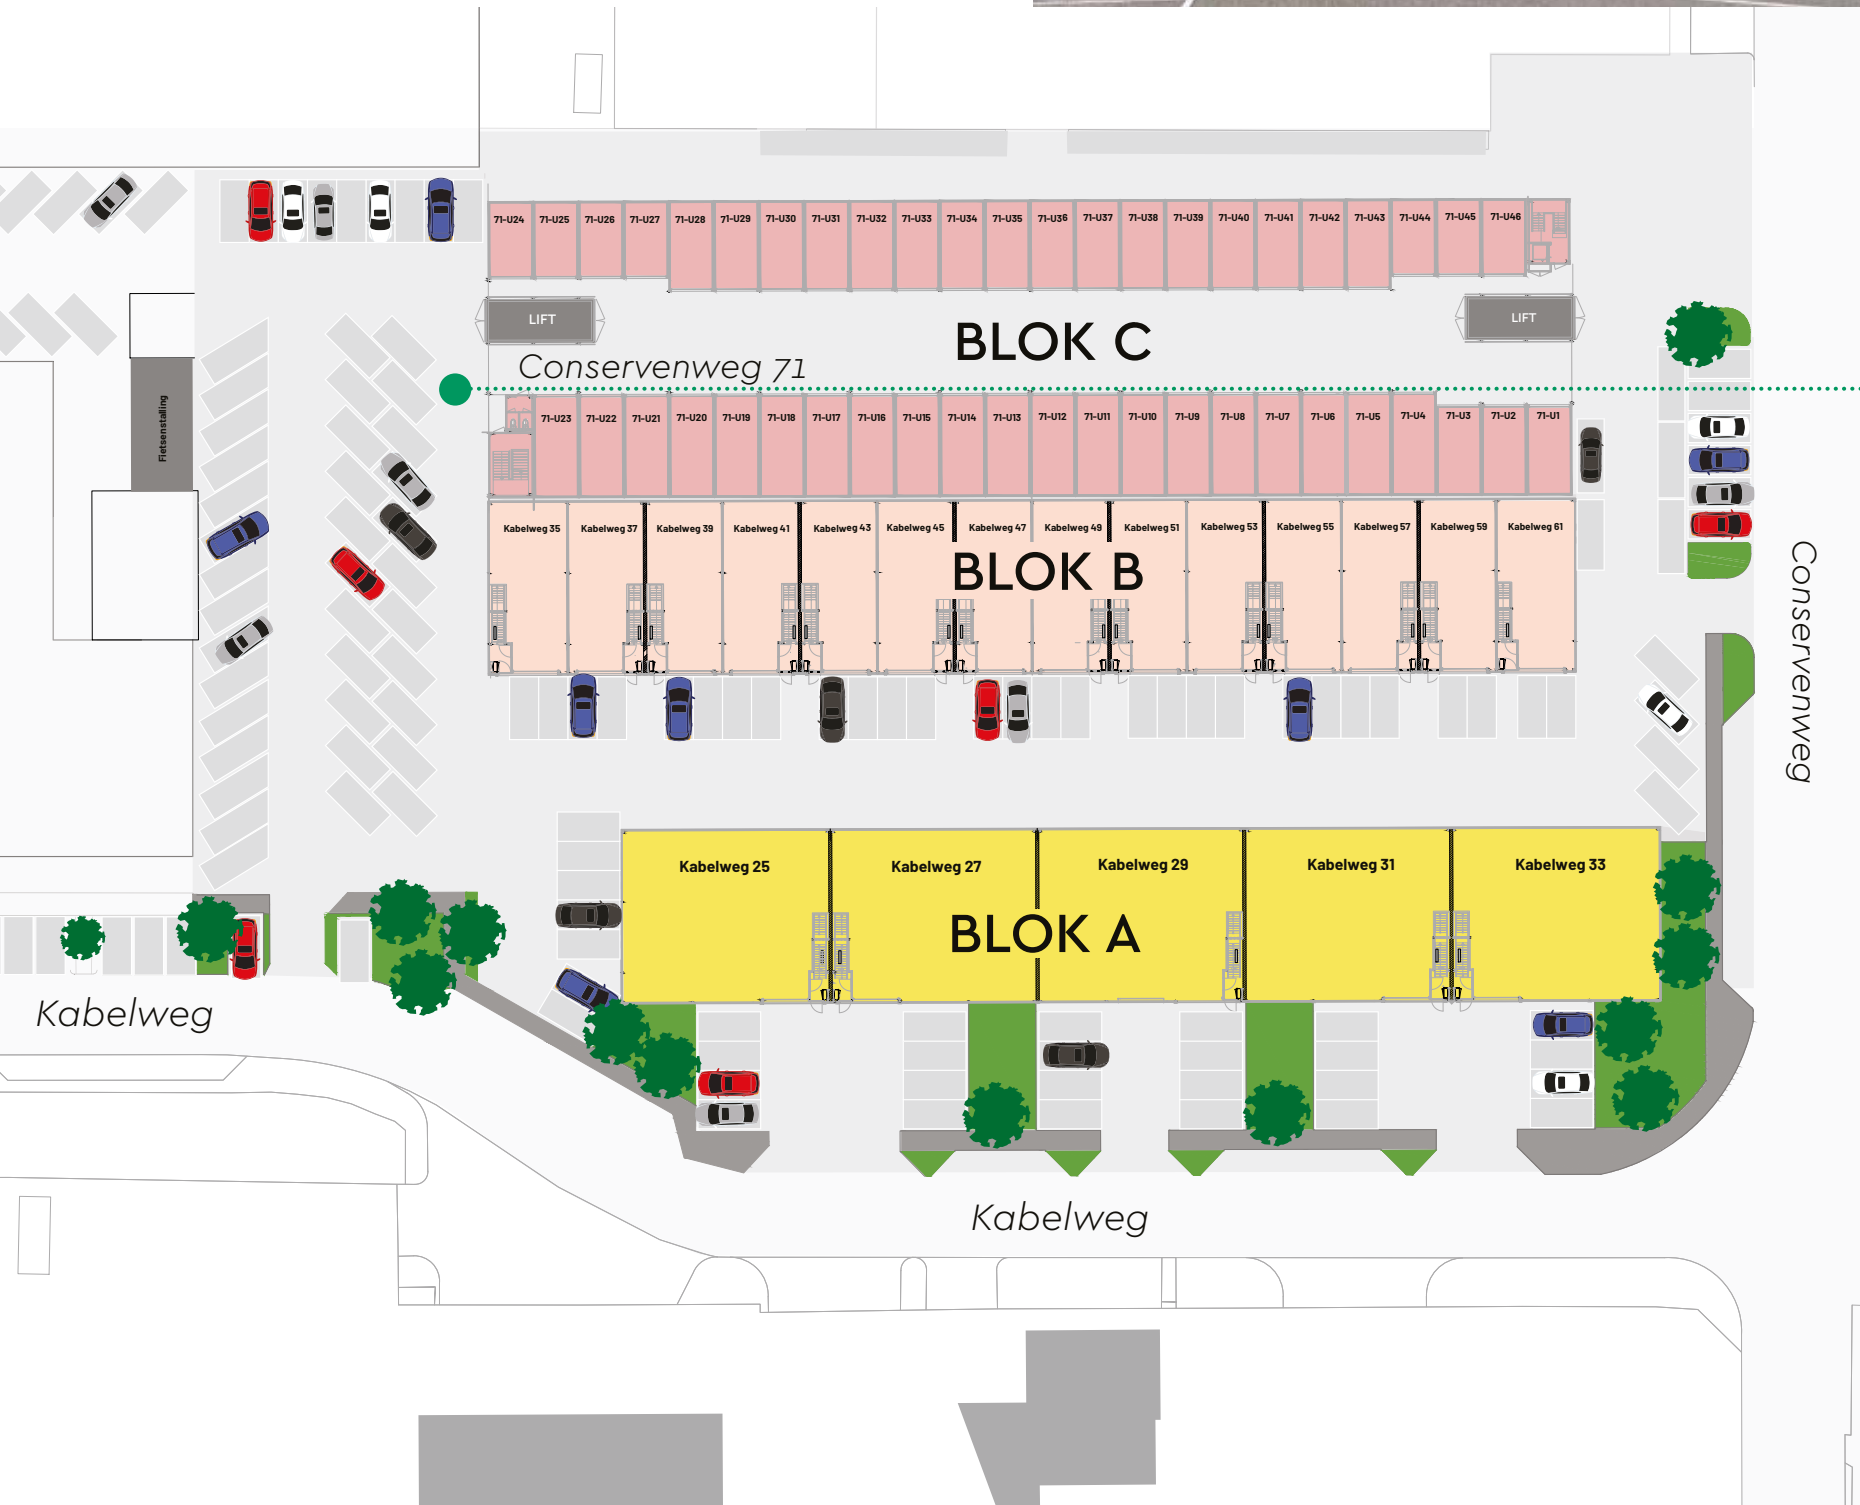 71-U24 71-U25 71-U26 71-U27 71-U28 71-U29 71-U30 71-U31 71-U32 71-U33 71-U34 71-U35 71-U36 71-U37 71-U38 71-U39 71-U40 71-U41 71-U42 71-U43 71-U44 71-U45 71-U46
LIFT
LIFT
BLOK C
Conservenweg 71
Fietsenstalling
71-U23 71-U22 71-U21 71-U20 71-U19 71-U18 71-U17 71-U16 71-U15 71-U14 71-U13 71-U12 71-U11 71-U10 71-U9 71-U8 71-U7 71-U6 71-U5 71-U4 71-U3 71-U2 71-U1
Kabelweg 35 Kabelweg 37 Kabelweg 39 Kabelweg 41 Kabelweg 43 Kabelweg 45 Kabelweg 47 Kabelweg 49 Kabelweg 51 Kabelweg 53 Kabelweg 55 Kabelweg 57 Kabelweg 59 Kabelweg 61
BLOK B
Conservenweg
Kabelweg 25 Kabelweg 27 Kabelweg 29 Kabelweg 31 Kabelweg 33
BLOK A
Kabelweg
Kabelweg